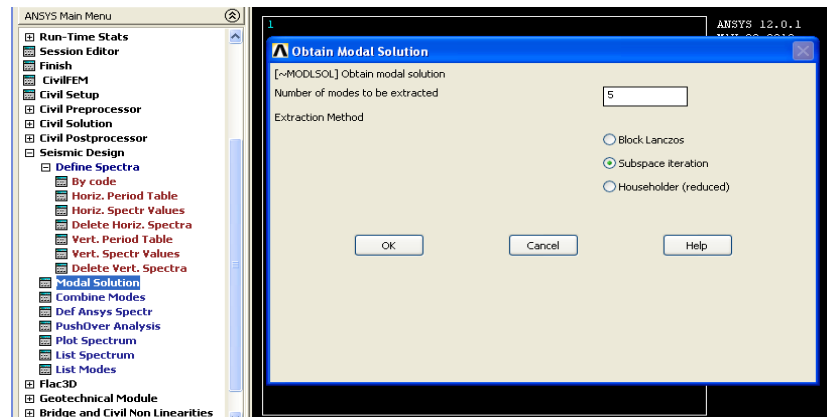 ANSYS Main Menu
Run-Time Stats
Session Editor
Finish
CivilFEM
Civil Setup
Civil Preprocessor
Civil Solution
Civil Postprocessor
Seismic Design
Define Spectra
By code
Horiz. Period Table
Horiz. Spectr Values
Delete Horiz. Spectra
Vert. Period Table
Vert. Spectr Values
Delete Vert. Spectra
Modal Solution
Combine Modes
Def Ansys Spectr
PushOver Analysis
Plot Spectrum
List Spectrum
List Modes
Flac3D
Geotechnical Module
Bridge and Civil Non Linearities
1
ANSYS 12.0.1
Obtain Modal Solution
[~MODLSOL] Obtain modal solution
Number of modes to be extracted
5
Extraction Method
Block Lanczos
Subspace iteration
Householder (reduced)
OK
Cancel
Help